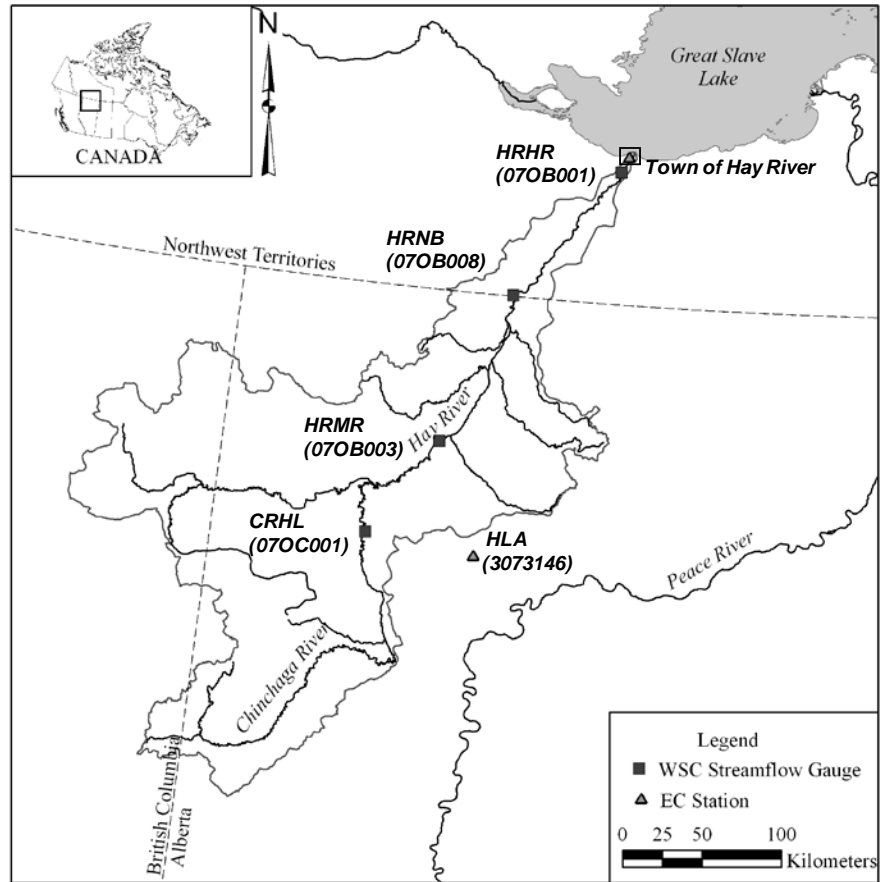 N
Great Slave
Lake
CANADA
HRHR
(07OB001)
Town of Hay River
HRNB
(07OB008)
Northwest Territories
Hay River
HRMR
(07OB003)
CRHL
(07OC001)
HLA
(3073146)
Peace River
Chinchaga River
British Columbia
Alberta
Legend
WSC Streamflow Gauge
EC Station
0 25 50 100
Kilometers